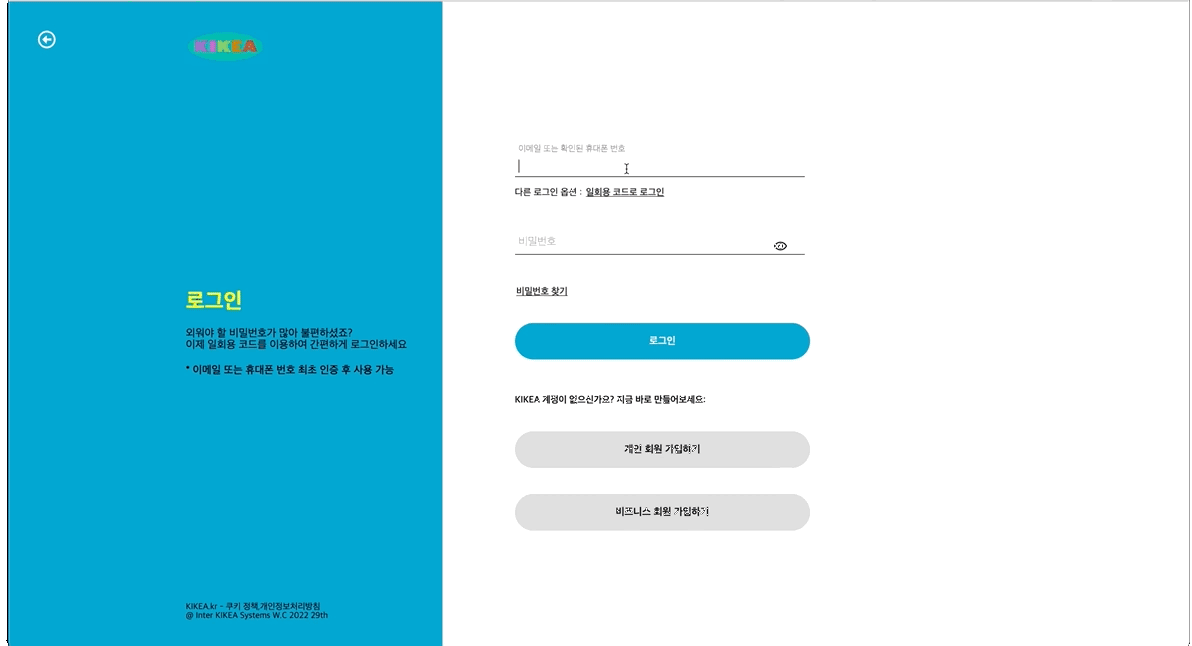 KIKEA
로그인
외워야 할 비밀번호가 많아 불편하셨죠?
이제 일회용 코드를 이용하여 간편하게 로그인하세요
* 이메일 또는 휴대폰 번호 최초 인증 후 사용 가능
KIKEA.kr - 쿠키 정책,개인정보처리방침
@ Inter KIKEA Systems W.C 2022 29th
이메일 또는 확인된 휴대폰 번호
다른 로그인 옵션 : 일회용 코드로 로그인
비밀번호
비밀번호 찾기
로그인
KIKEA 계정이 없으신가요? 지금 바로 만들어보세요:
개인 회원 가입하기
비즈니스 회원 가입하기